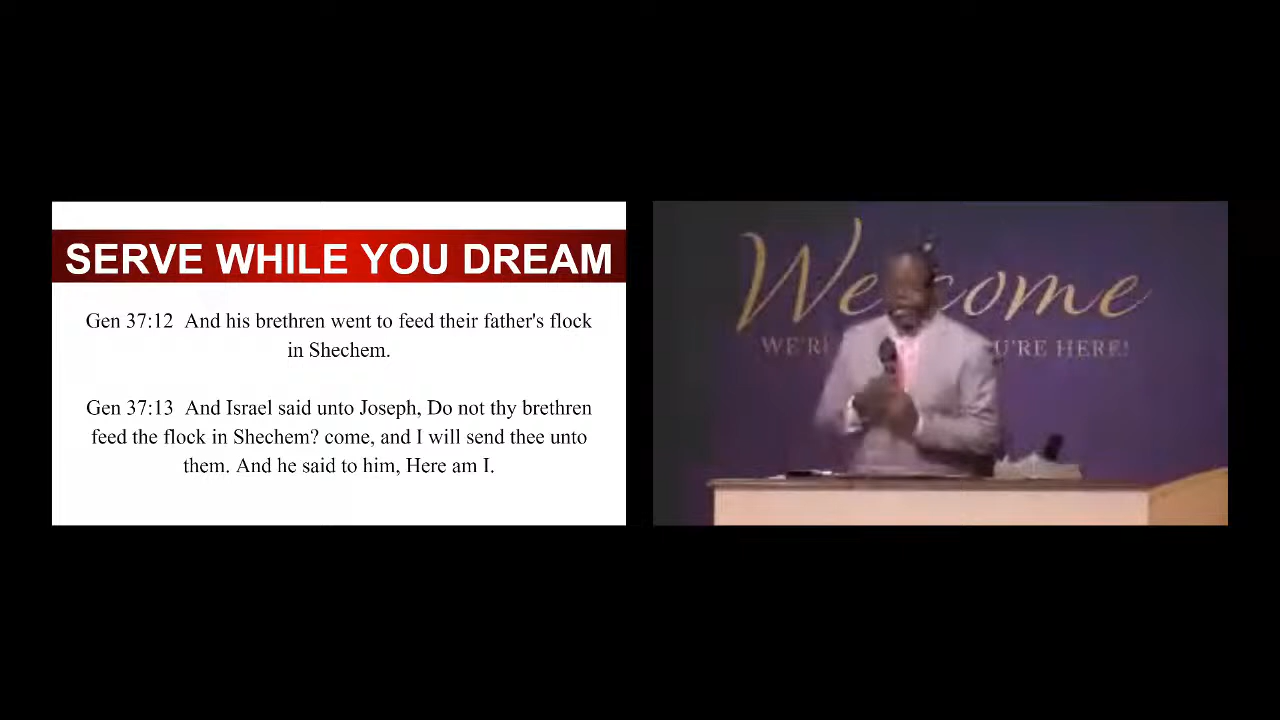 SERVE WHILE YOU DREAM
Gen 37:12 And his brethren went to feed their father's flock
in Shechem.
Gen 37:13 And Israel said unto Joseph, Do not thy brethren
feed the flock in Shechem? come, and I will send thee unto
them. And he said to him, Here am I.
Welcome
WE'RE YOU'RE HERE!